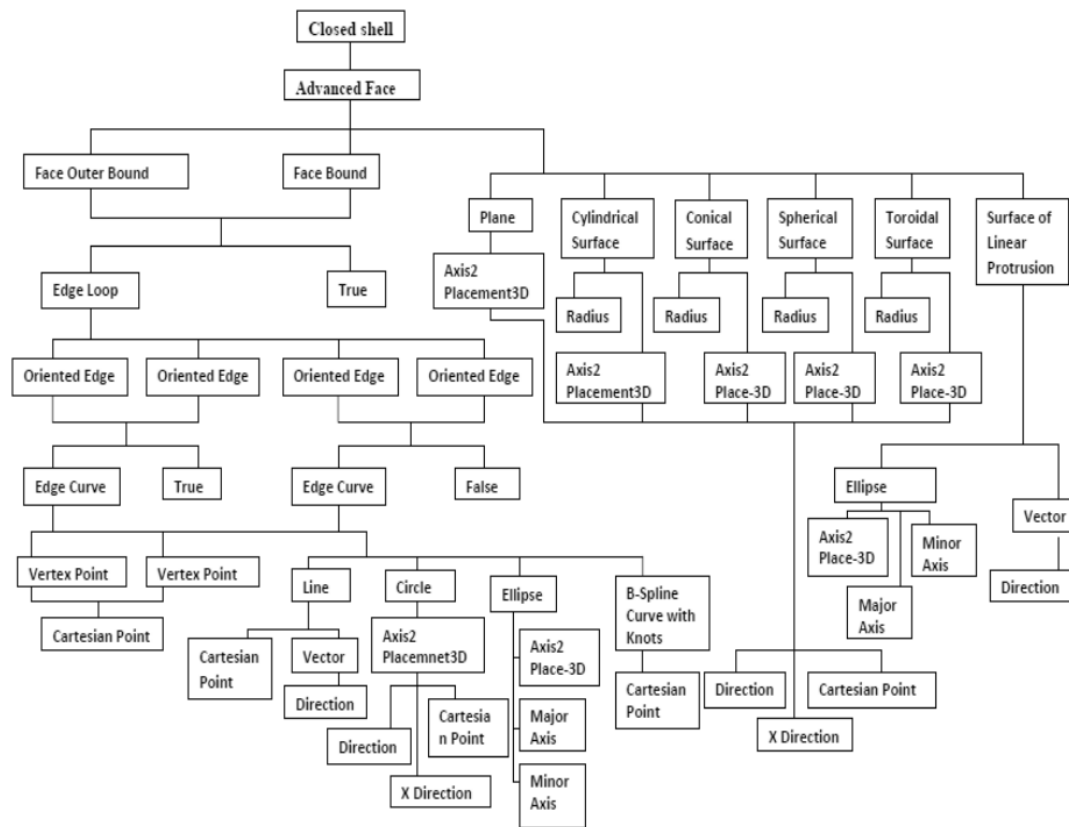 Closed shell
Advanced Face
Face Outer Bound
Face Bound
Plane
Cylindrical
Surface
Conical
Surface
Spherical
Surface
Toroidal
Surface
Surface of
Linear
Protrusion
Edge Loop
True
Axis2
Placement3D
Radius
Radius
Radius
Radius
Oriented Edge
Oriented Edge
Oriented Edge
Oriented Edge
Axis2
Placement3D
Axis2
Place-3D
Axis2
Place-3D
Axis2
Place-3D
Edge Curve
True
Edge Curve
False
Ellipse
Vector
Axis2
Place-3D
Minor
Axis
Major
Axis
Direction
Vertex Point
Vertex Point
Cartesian Point
Line
Circle
Ellipse
B-Spline
Curve with
Knots
Cartesian
Point
Vector
Direction
Axis2
Placemnet3D
Direction
Cartesia
n Point
X Direction
Axis2
Place-3D
Major
Axis
Minor
Axis
Cartesian
Point
Direction
Cartesian Point
X Direction